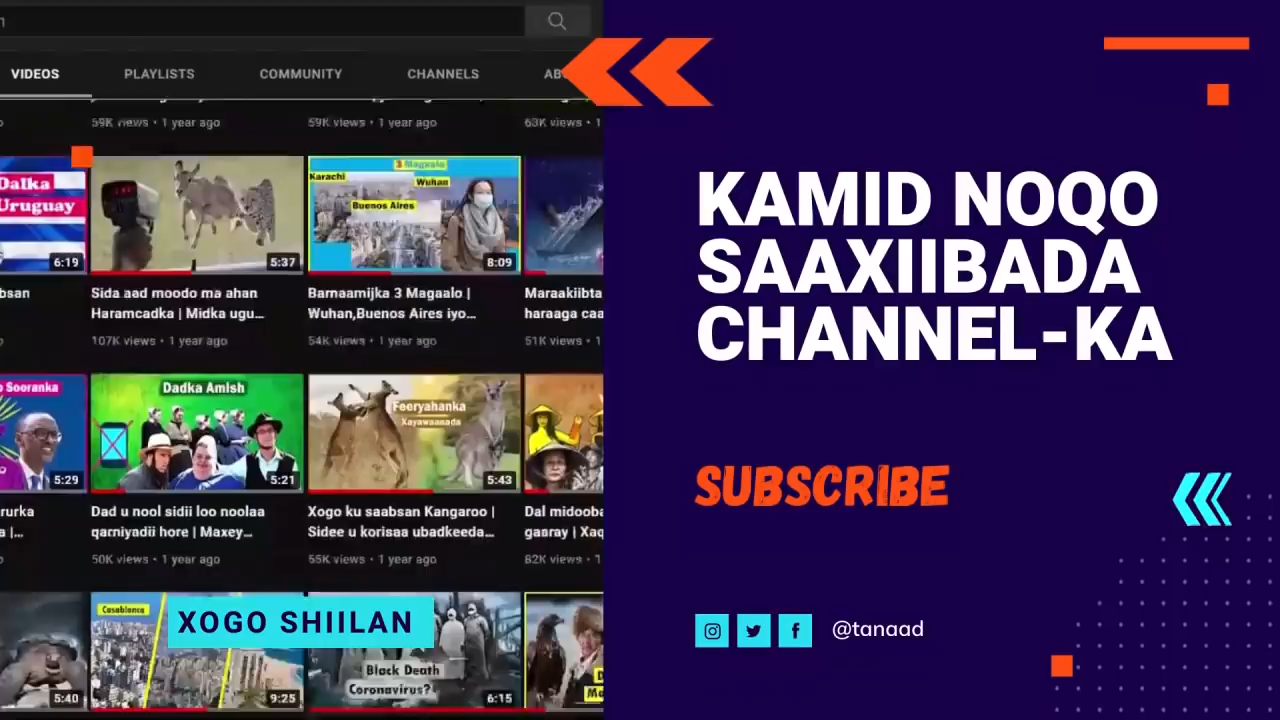 VIDEOS
PLAYLISTS
COMMUNITY
CHANNELS
59K views • 1 year ago
59K views • 1 year ago
63K views • 1
Dalka
Uruguay
6:19
5:37
3 Magaalo
Karachi
Wuhan
Buenos Aires
8:09
Sida aad moodo ma ahan
Haramcadka | Midka ugu...
107K views • 1 year ago
Barnaamijka 3 Magaalo |
Wuhan,Buenos Aires iyo...
54K views • 1 year ago
Maraakiibta
51K views • 1
Sooranka
5:29
Dadka Amish
5:21
Feeryahanka
Xayawaanada
5:43
Dad u nool sidii loo noolaa
qarniyadii hore | Maxey...
50K views • 1 year ago
Xogo ku saabsan Kangaroo |
Sidee u korisaa ubadkeeda...
55K views • 1 year ago
82K views • 1
5:40
Casablanca
9:25
Black Death
Coronavirus?
6:15
XOGO SHIILAN
KAMID NOQO
SAAXIIBADA
CHANNEL-KA
SUBSCRIBE
@tanaad